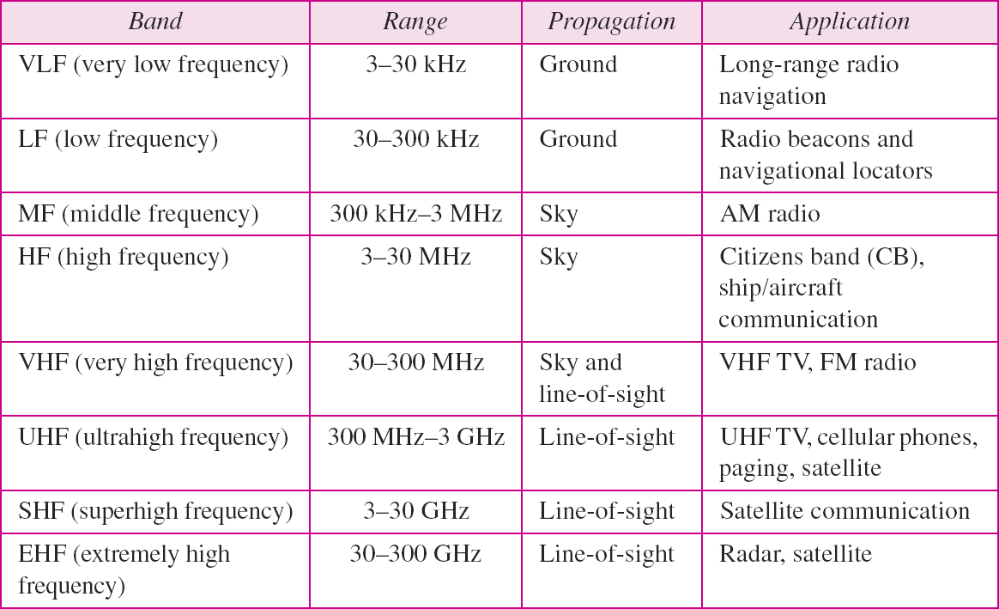 Band Range Propagation Application
VLF (very low frequency) 3–30 kHz Ground Long-range radio
navigation
LF (low frequency) 30–300 kHz Ground Radio beacons and
navigational locators
MF (middle frequency) 300 kHz–3 MHz Sky AM radio
HF (high frequency) 3–30 MHz Sky Citizens band (CB),
ship/aircraft
communication
VHF (very high frequency) 30–300 MHz Sky and VHF TV, FM radio
line-of-sight
UHF (ultrahigh frequency) 300 MHz–3 GHz Line-of-sight UHF TV, cellular phones,
paging, satellite
SHF (superhigh frequency) 3–30 GHz Line-of-sight Satellite communication
EHF (extremely high 30–300 GHz Line-of-sight Radar, satellite
frequency)